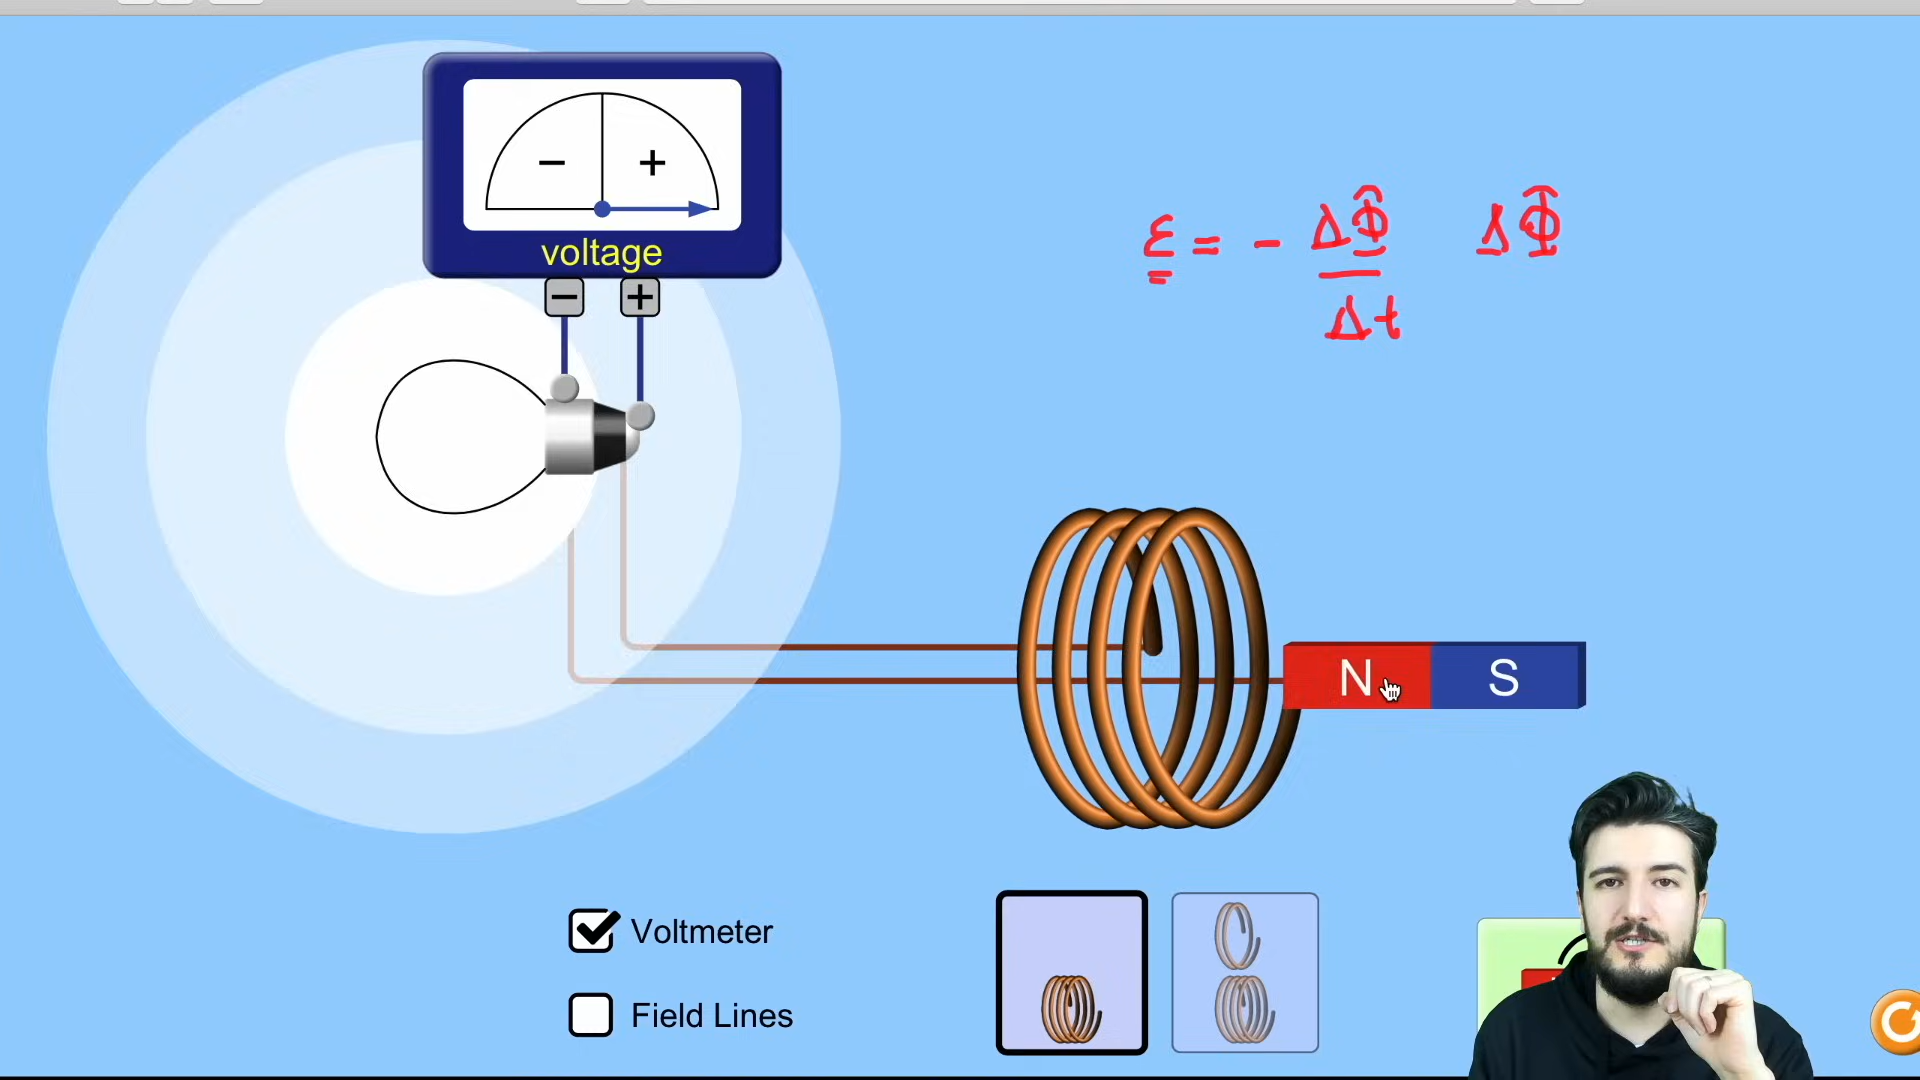 − +
voltage
− +
ε = − ΔΦ ΔΦ
Δt
N S
Voltmeter
Field Lines